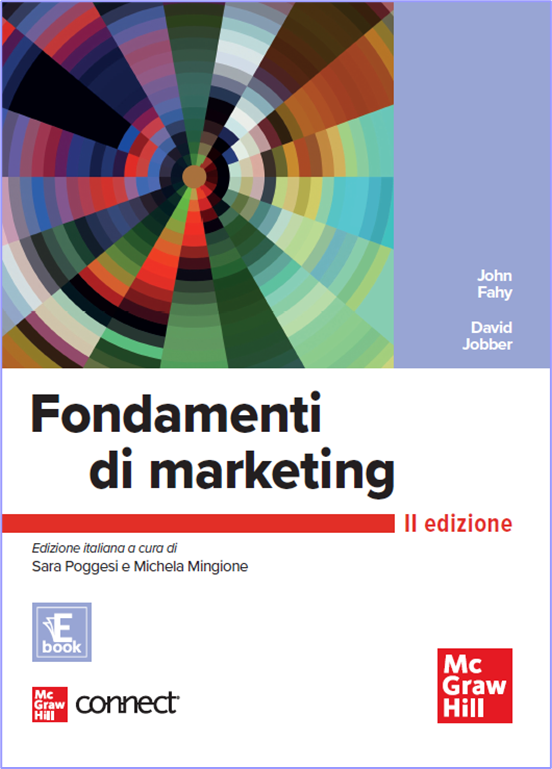 John
Fahy
David
Jobber
Fondamenti
di marketing
II edizione
Edizione italiana a cura di
Sara Poggesi e Michela Mingione
E
book
Mc
Graw
Hill
connect®
Mc
Graw
Hill